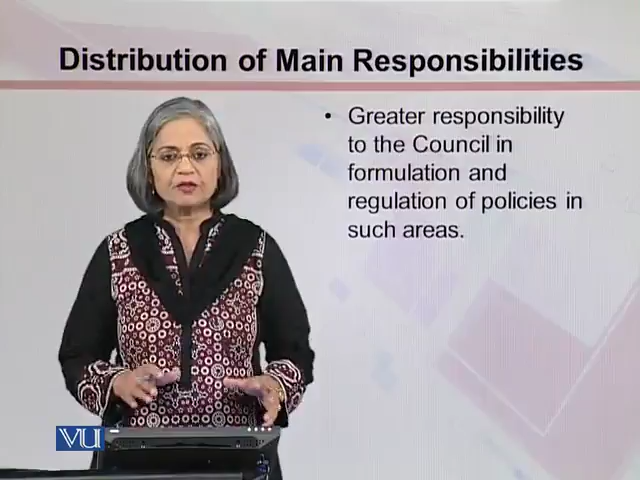 Distribution of Main Responsibilities
• Greater responsibility
to the Council in
formulation and
regulation of policies in
such areas.
VU